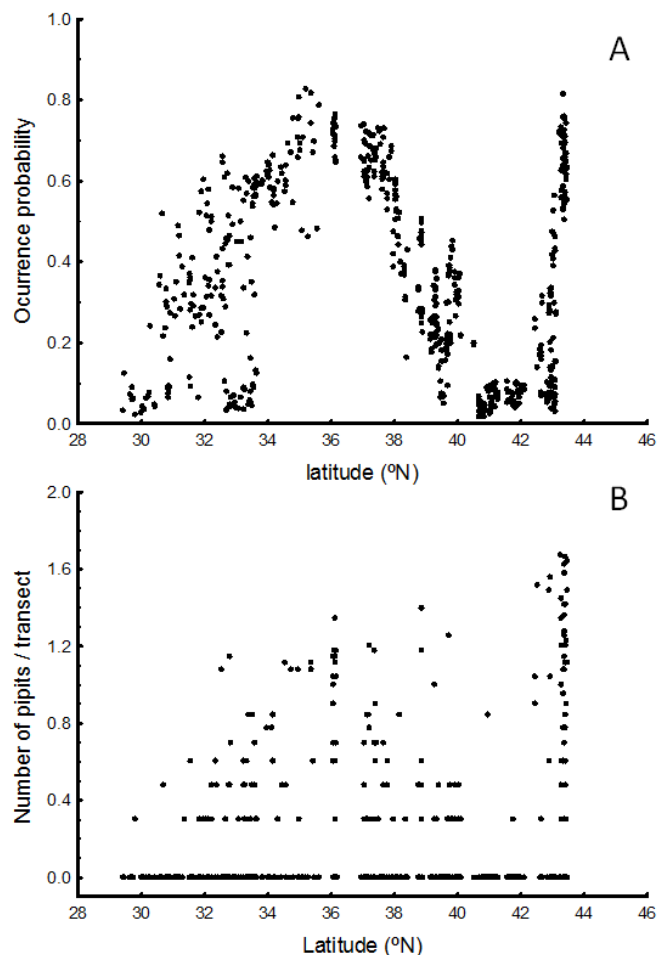 A
1.0
0.8
0.6
0.4
0.2
0.0
Ocurrence probability
28 30 32 34 36 38 40 42 44 46
latitude (ºN)
B
2.0
1.6
1.2
0.8
0.4
0.0
Number of pipits / transect
28 30 32 34 36 38 40 42 44 46
Latitude (ºN)